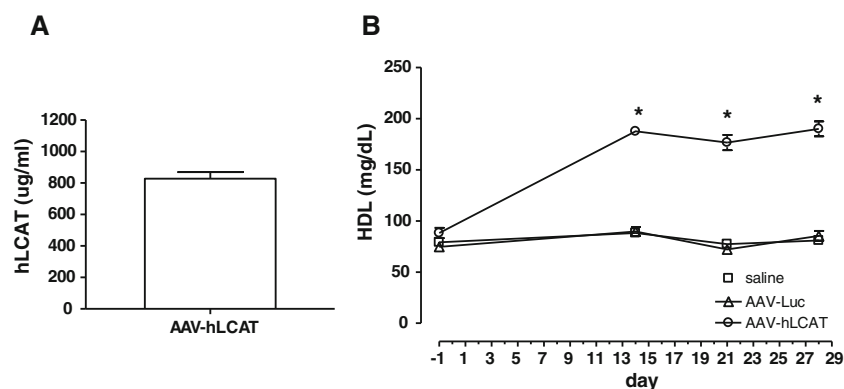 A
hLCAT (ug/ml)
1200
1000
800
600
400
200
0
AAV-hLCAT
B
HDL (mg/dL)
250
200
150
100
50
0
* * *
saline
AAV-Luc
AAV-hLCAT
-1 1 3 5 7 9 11 13 15 17 19 21 23 25 27 29
day